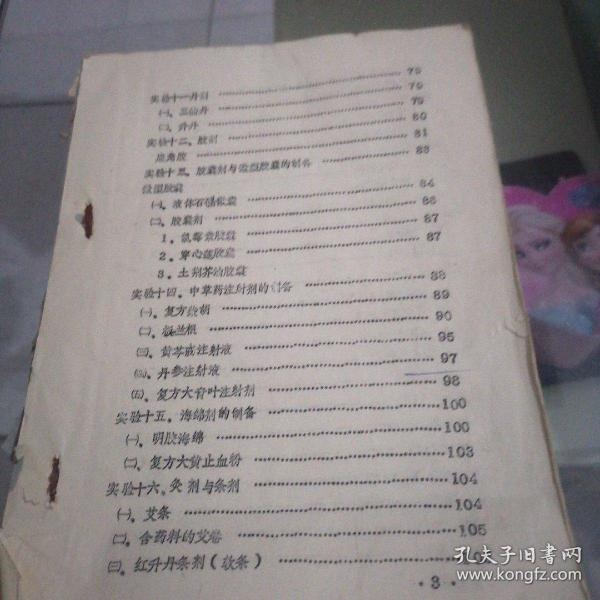 实验十一丹剂 ………… 78
㈠、三仙丹 ………… 79
㈡、升丹 ………… 79
实验十二、胶剂 ………… 80
鹿角胶 ………… 81
实验十三、胶囊剂与微型胶囊的制备 ………… 83
微型胶囊
㈠、液体石蜡微囊 ………… 84
㈡、胶囊剂 ………… 86
1、氯霉素胶囊 ………… 87
2、穿心莲胶囊 ………… 87
3、土荆芥油胶囊
实验十四、中草药注射剂的制备 ………… 88
㈠、复方柴胡 ………… 89
㈡、板兰根 ………… 90
㈢、黄芩甙注射液 ………… 95
㈣、丹参注射液 ………… 97
㈤、复方大青叶注射剂 ………… 98
实验十五、海绵剂的制备 ………… 100
㈠、明胶海绵 ………… 100
㈡、复方大黄止血粉 ………… 103
实验十六、灸剂与条剂 ………… 104
㈠、艾条 ………… 104
㈡、含药料的艾卷 ………… 105
㈢、红升丹条剂（纸条） …………
·3·
孔夫子旧书网
www.kongfz.com